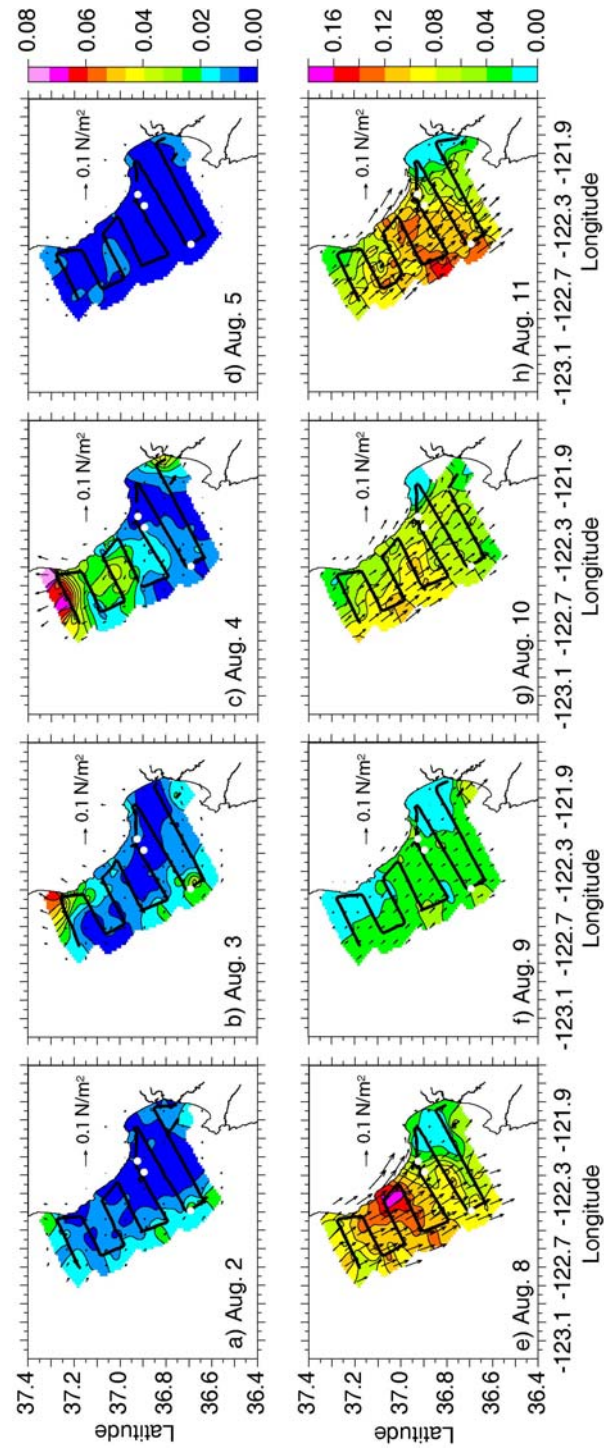 37.4
37.2
37.0
36.8
36.6
36.4
Latitude
a) Aug. 2
0.1 N/m²
b) Aug. 3
0.1 N/m²
c) Aug. 4
0.1 N/m²
d) Aug. 5
0.1 N/m²
0.08
0.06
0.04
0.02
0.00
37.4
37.2
37.0
36.8
36.6
36.4
Latitude
e) Aug. 8
0.1 N/m²
f) Aug. 9
0.1 N/m²
g) Aug. 10
0.1 N/m²
h) Aug. 11
0.1 N/m²
0.16
0.12
0.08
0.04
0.00
-123.1 -122.7 -122.3 -121.9
Longitude
-123.1 -122.7 -122.3 -121.9
Longitude
-123.1 -122.7 -122.3 -121.9
Longitude
-123.1 -122.7 -122.3 -121.9
Longitude